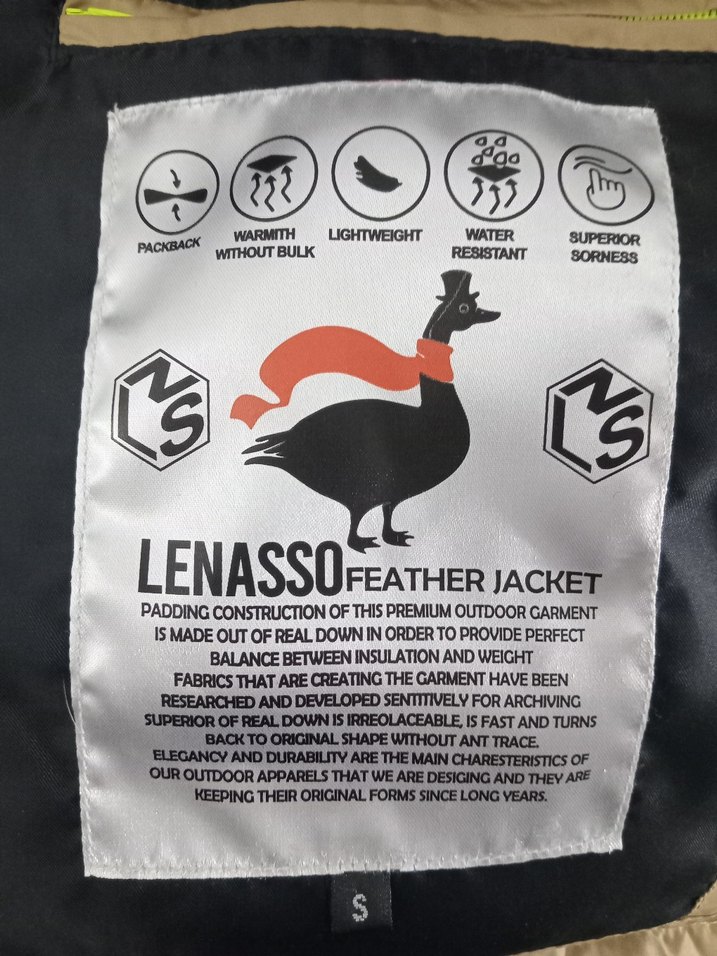 PACKBACK
WARMITH
WITHOUT BULK
LIGHTWEIGHT
WATER
RESISTANT
SUPERIOR
SORNESS
LNS
LNS
LENASSO FEATHER JACKET
PADDING CONSTRUCTION OF THIS PREMIUM OUTDOOR GARMENT
IS MADE OUT OF REAL DOWN IN ORDER TO PROVIDE PERFECT
BALANCE BETWEEN INSULATION AND WEIGHT
FABRICS THAT ARE CREATING THE GARMENT HAVE BEEN
RESEARCHED AND DEVELOPED SENTITIVELY FOR ARCHIVING
SUPERIOR OF REAL DOWN IS IRREOLACEABLE, IS FAST AND TURNS
BACK TO ORIGINAL SHAPE WITHOUT ANT TRACE.
ELEGANCY AND DURABILITY ARE THE MAIN CHARESTERISTICS OF
OUR OUTDOOR APPARELS THAT WE ARE DESIGING AND THEY ARE
KEEPING THEIR ORIGINAL FORMS SINCE LONG YEARS.
S